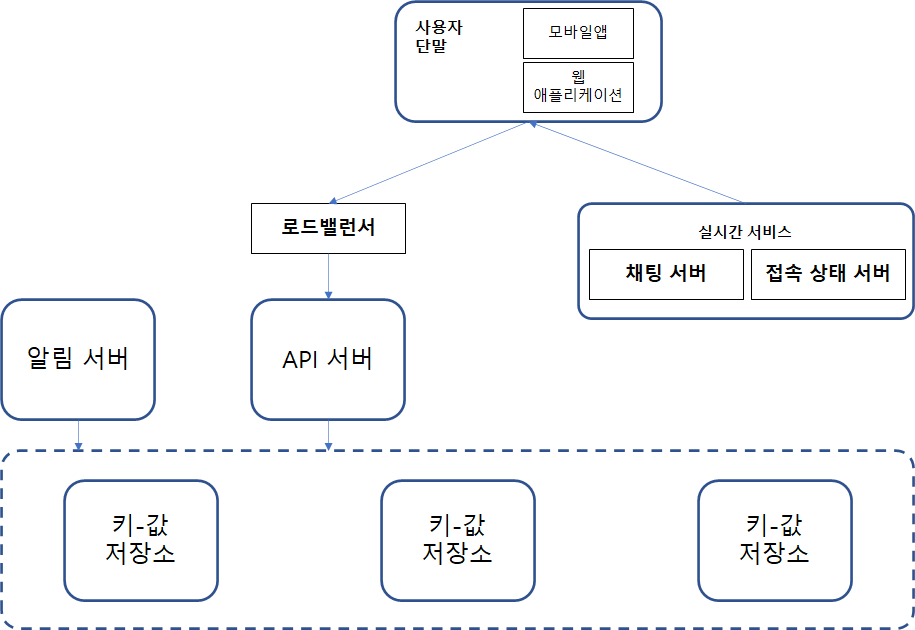 사용자
단말
모바일앱
웹
애플리케이션
로드밸런서
실시간 서비스
채팅 서버
접속 상태 서버
알림 서버
API 서버
키-값
저장소
키-값
저장소
키-값
저장소